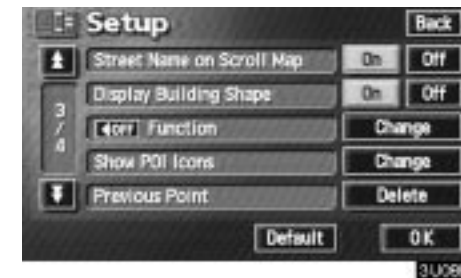 Setup Back
Street Name on Scroll Map On Off
Display Building Shape On Off
3/4
◀OFF Function Change
Show POI Icons Change
Previous Point Delete
Default OK